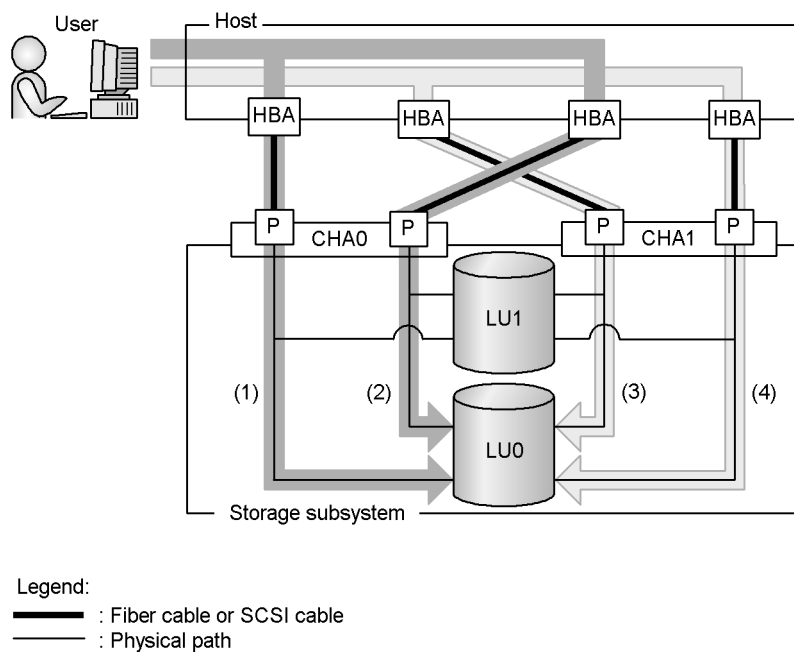 User
Host
HBA HBA HBA HBA
P P P P
CHA0 CHA1
LU1
(1) (2) (3) (4)
LU0
Storage subsystem
Legend:
: Fiber cable or SCSI cable
: Physical path